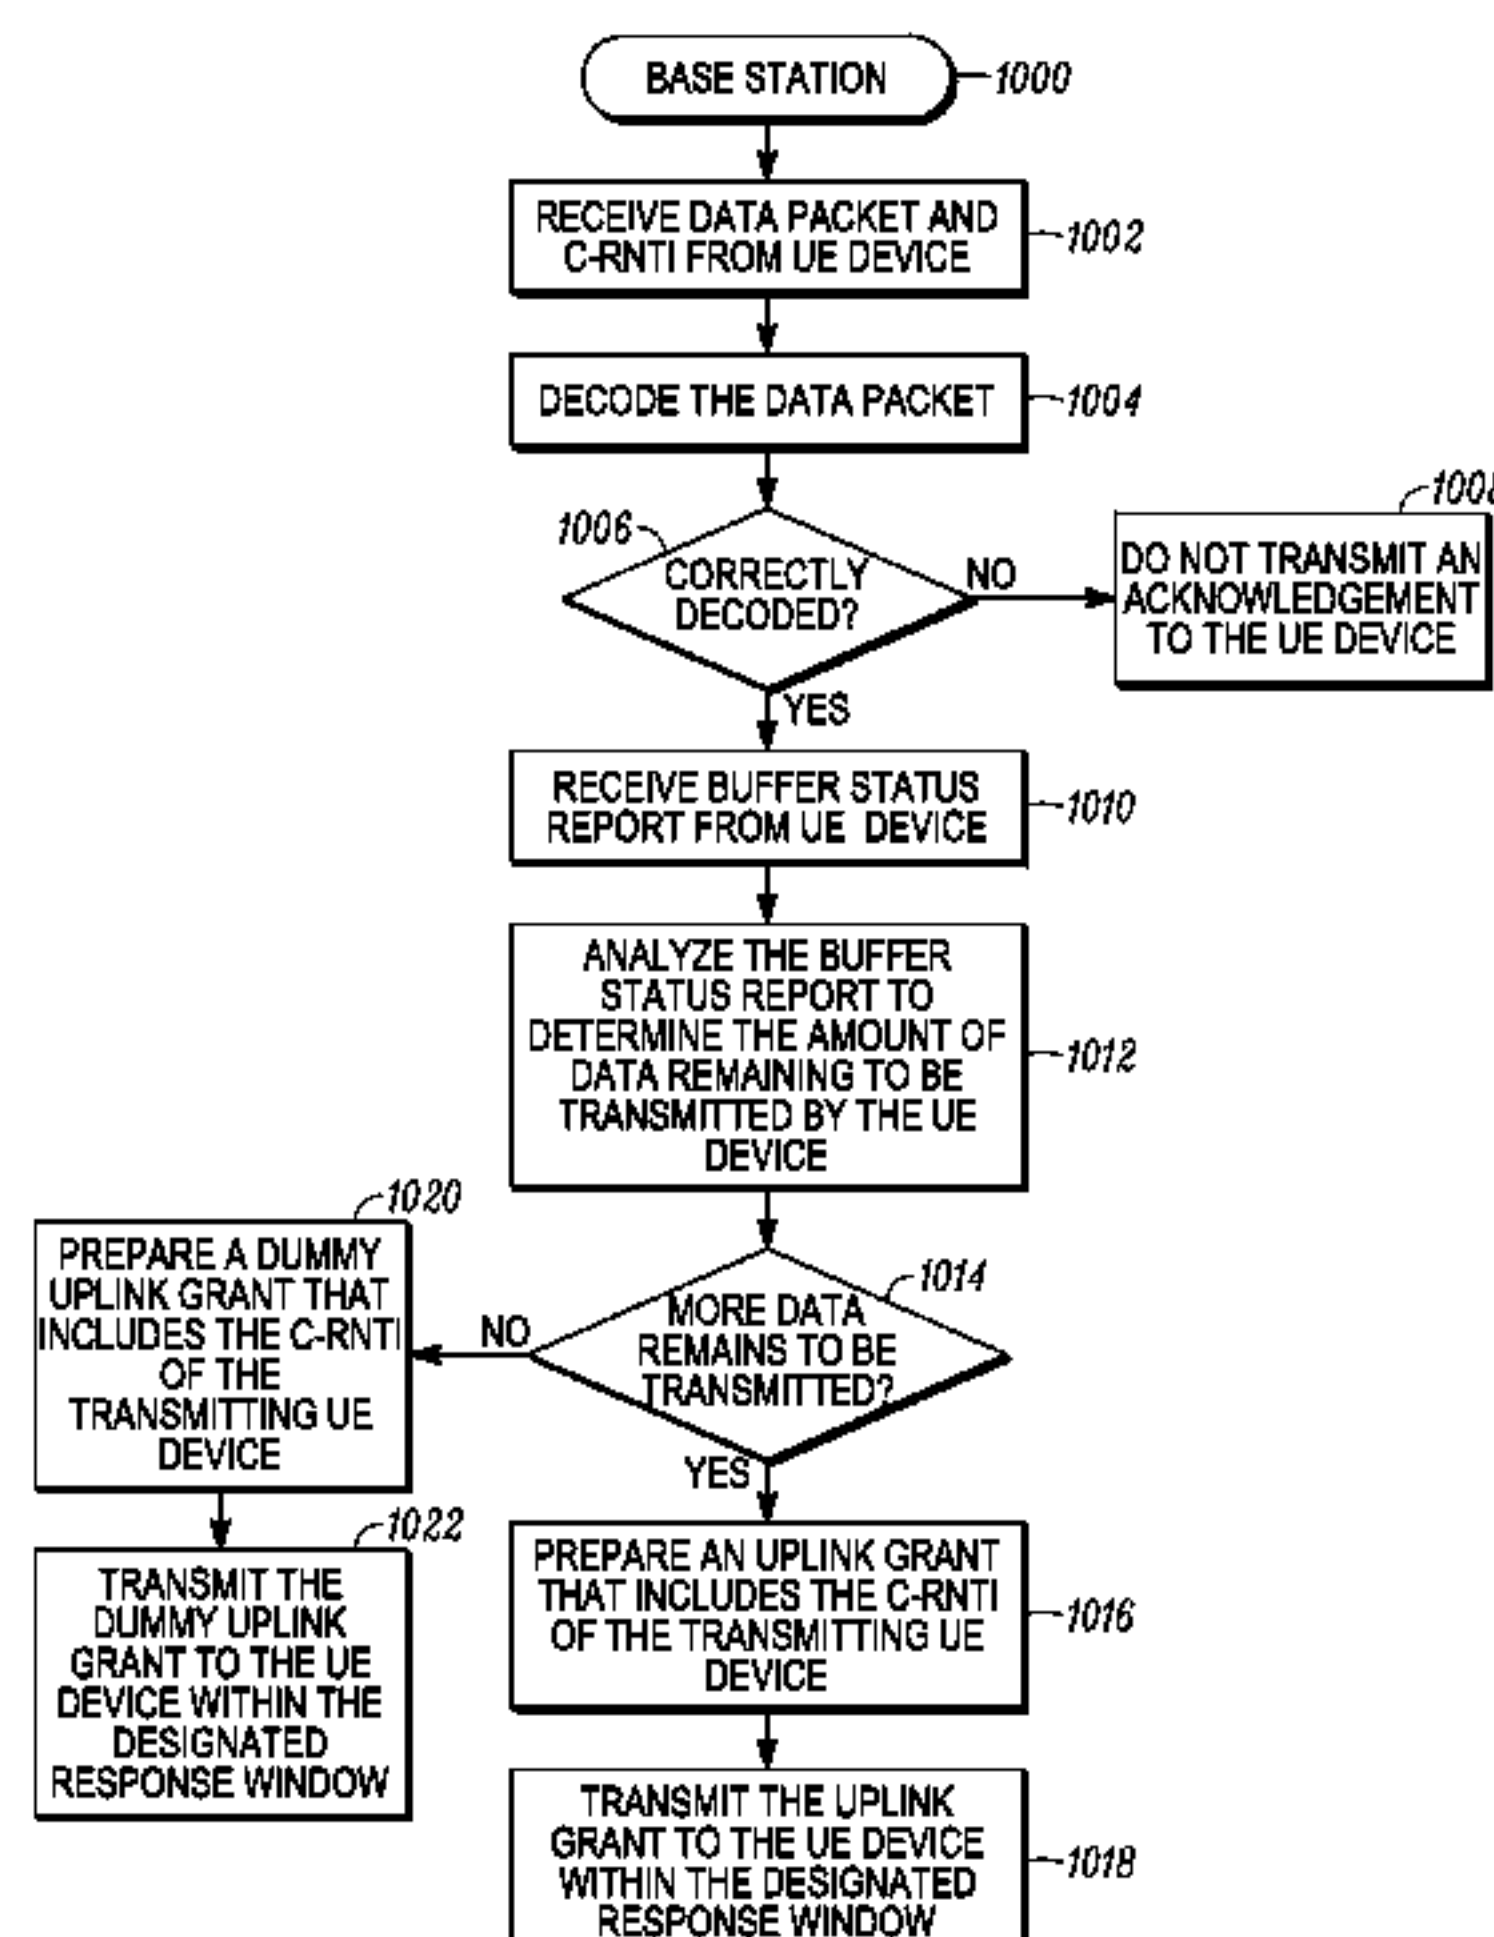 BASE STATION
1000
RECEIVE DATA PACKET AND
C-RNTI FROM UE DEVICE
1002
DECODE THE DATA PACKET
1004
1006
CORRECTLY
DECODED?
NO
DO NOT TRANSMIT AN
ACKNOWLEDGEMENT
TO THE UE DEVICE
YES
RECEIVE BUFFER STATUS
REPORT FROM UE DEVICE
1010
ANALYZE THE BUFFER
STATUS REPORT TO
DETERMINE THE AMOUNT OF
DATA REMAINING TO BE
TRANSMITTED BY THE UE
DEVICE
1012
1014
MORE DATA
REMAINS TO BE
TRANSMITTED?
NO
1020
PREPARE A DUMMY
UPLINK GRANT THAT
INCLUDES THE C-RNTI
OF THE
TRANSMITTING UE
DEVICE
1022
TRANSMIT THE
DUMMY UPLINK
GRANT TO THE UE
DEVICE WITHIN THE
DESIGNATED
RESPONSE WINDOW
YES
PREPARE AN UPLINK GRANT
THAT INCLUDES THE C-RNTI
OF THE TRANSMITTING UE
DEVICE
1016
TRANSMIT THE UPLINK
GRANT TO THE UE DEVICE
WITHIN THE DESIGNATED
RESPONSE WINDOW
1018